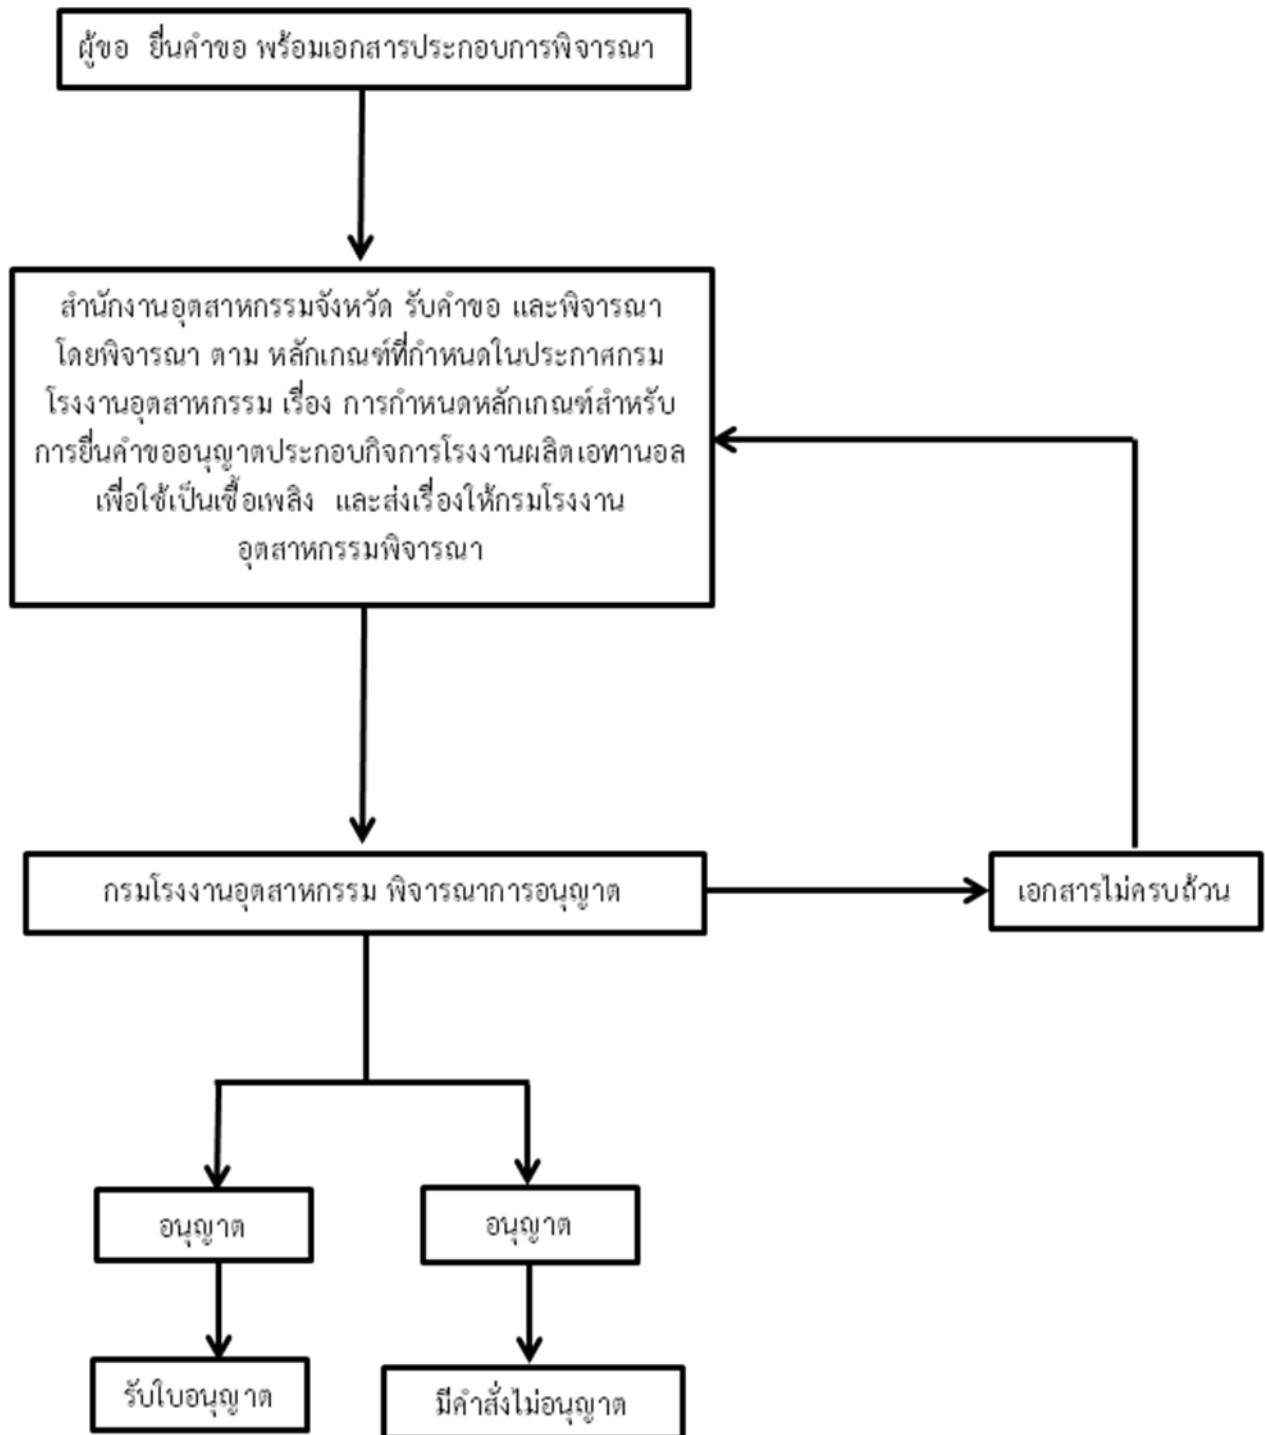 ผู้ขอ ยื่นคำขอ พร้อมเอกสารประกอบการพิจารณา
สำนักงานอุตสาหกรรมจังหวัด รับคำขอ และพิจารณา
โดยพิจารณา ตาม หลักเกณฑ์ที่กำหนดในประกาศกรม
โรงงานอุตสาหกรรม เรื่อง การกำหนดหลักเกณฑ์สำหรับ
การยื่นคำขออนุญาตประกอบกิจการโรงงานผลิตเอทานอล
เพื่อใช้เป็นเชื้อเพลิง และส่งเรื่องให้กรมโรงงาน
อุตสาหกรรมพิจารณา
กรมโรงงานอุตสาหกรรม พิจารณาการอนุญาต
เอกสารไม่ครบถ้วน
อนุญาต
อนุญาต
รับใบอนุญาต
มีคำสั่งไม่อนุญาต